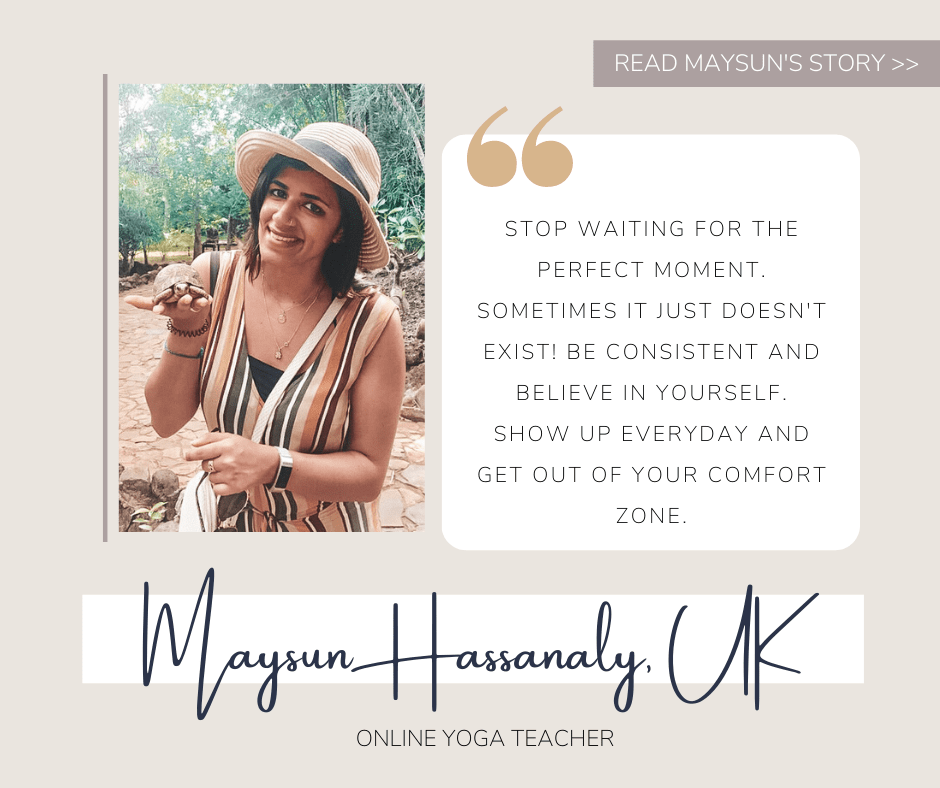 READ MAYSUN'S STORY >>
STOP WAITING FOR THE
PERFECT MOMENT.
SOMETIMES IT JUST DOESN'T
EXIST! BE CONSISTENT AND
BELIEVE IN YOURSELF.
SHOW UP EVERYDAY AND
GET OUT OF YOUR COMFORT
ZONE.
Maysun Hassanaly, UK
ONLINE YOGA TEACHER